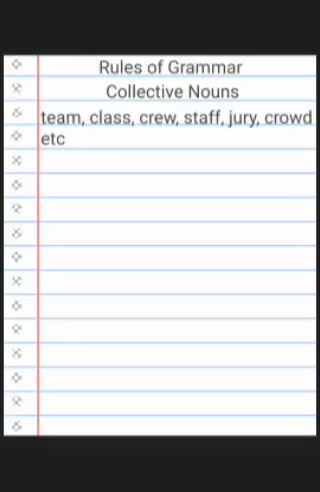 Rules of Grammar
Collective Nouns
team, class, crew, staff, jury, crowd
etc